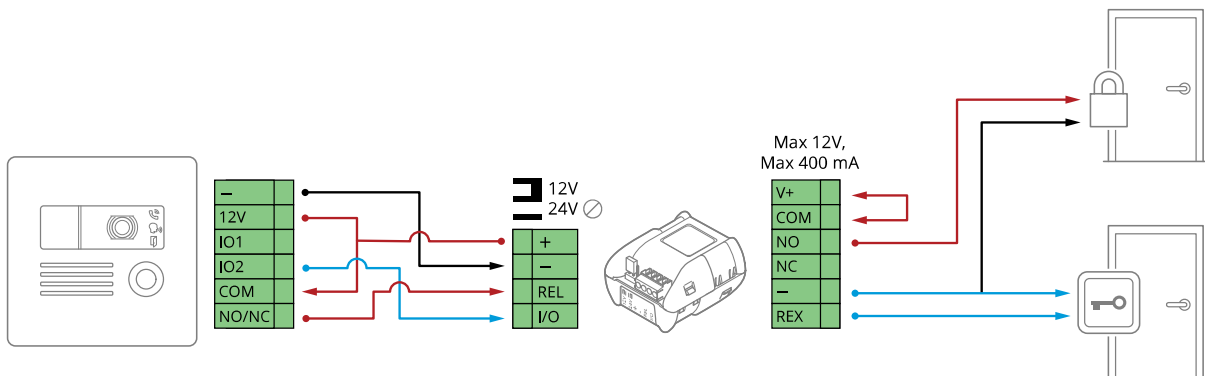 −
12V
IO1
IO2
COM
NO/NC
12V
24V
+
−
REL
I/O
Max 12V,
Max 400 mA
V+
COM
NO
NC
−
REX